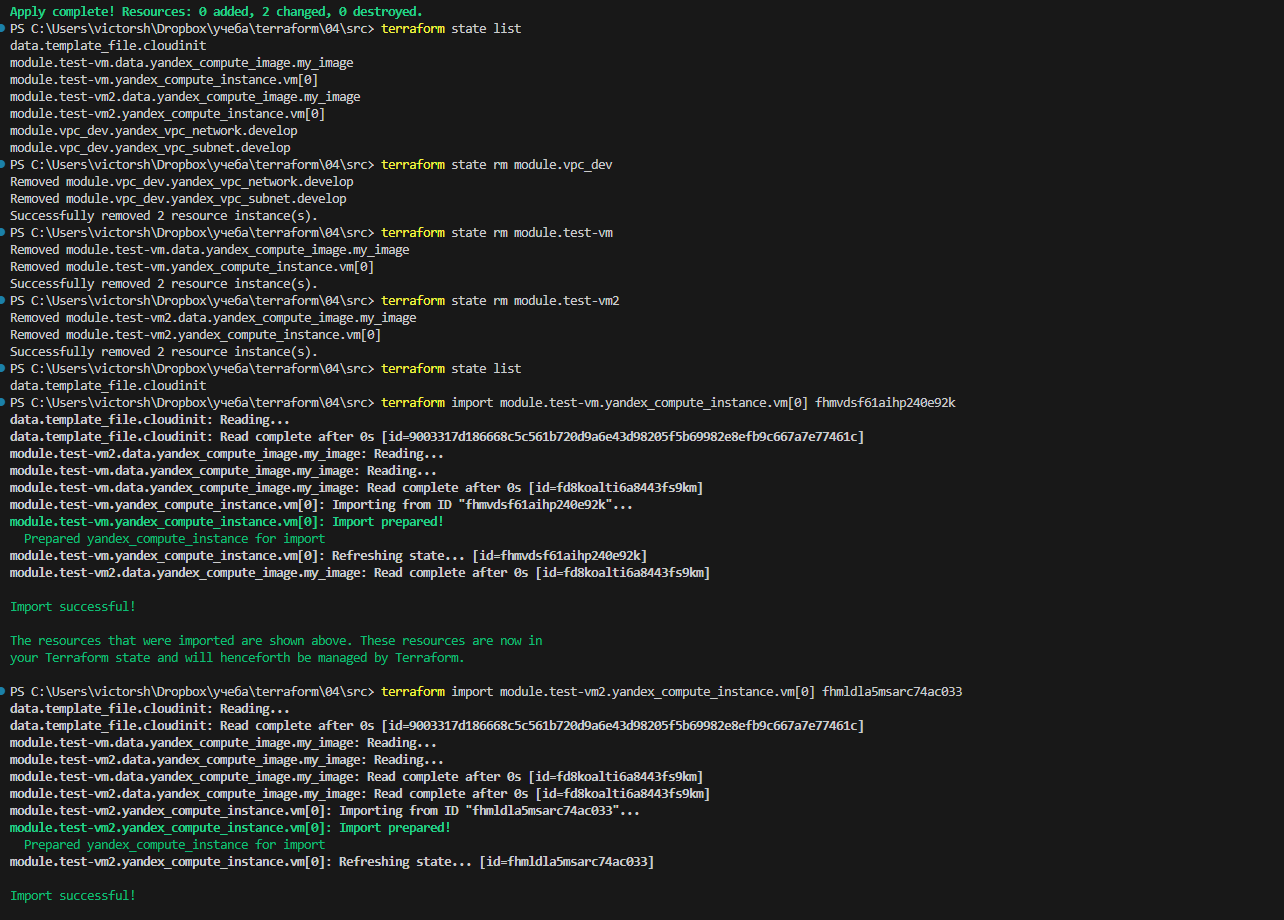 Apply complete! Resources: 0 added, 2 changed, 0 destroyed.
PS C:\Users\victorsh\Dropbox\учеба\terraform\04\src> terraform state list
data.template_file.cloudinit
module.test-vm.data.yandex_compute_image.my_image
module.test-vm.yandex_compute_instance.vm[0]
module.test-vm2.data.yandex_compute_image.my_image
module.test-vm2.yandex_compute_instance.vm[0]
module.vpc_dev.yandex_vpc_network.develop
module.vpc_dev.yandex_vpc_subnet.develop
PS C:\Users\victorsh\Dropbox\учеба\terraform\04\src> terraform state rm module.vpc_dev
Removed module.vpc_dev.yandex_vpc_network.develop
Removed module.vpc_dev.yandex_vpc_subnet.develop
Successfully removed 2 resource instance(s).
PS C:\Users\victorsh\Dropbox\учеба\terraform\04\src> terraform state rm module.test-vm
Removed module.test-vm.data.yandex_compute_image.my_image
Removed module.test-vm.yandex_compute_instance.vm[0]
Successfully removed 2 resource instance(s).
PS C:\Users\victorsh\Dropbox\учеба\terraform\04\src> terraform state rm module.test-vm2
Removed module.test-vm2.data.yandex_compute_image.my_image
Removed module.test-vm2.yandex_compute_instance.vm[0]
Successfully removed 2 resource instance(s).
PS C:\Users\victorsh\Dropbox\учеба\terraform\04\src> terraform state list
data.template_file.cloudinit
PS C:\Users\victorsh\Dropbox\учеба\terraform\04\src> terraform import module.test-vm.yandex_compute_instance.vm[0] fhmvdsf61aihp240e92k
data.template_file.cloudinit: Reading...
data.template_file.cloudinit: Read complete after 0s [id=9003317d186668c5c561b720d9a6e43d98205f5b69982e8efb9c667a7e77461c]
module.test-vm2.data.yandex_compute_image.my_image: Reading...
module.test-vm.data.yandex_compute_image.my_image: Reading...
module.test-vm.data.yandex_compute_image.my_image: Read complete after 0s [id=fd8koalti6a8443fs9km]
module.test-vm.yandex_compute_instance.vm[0]: Importing from ID "fhmvdsf61aihp240e92k"...
module.test-vm.yandex_compute_instance.vm[0]: Import prepared!
  Prepared yandex_compute_instance for import
module.test-vm.yandex_compute_instance.vm[0]: Refreshing state... [id=fhmvdsf61aihp240e92k]
module.test-vm2.data.yandex_compute_image.my_image: Read complete after 0s [id=fd8koalti6a8443fs9km]
Import successful!
The resources that were imported are shown above. These resources are now in
your Terraform state and will henceforth be managed by Terraform.
PS C:\Users\victorsh\Dropbox\учеба\terraform\04\src> terraform import module.test-vm2.yandex_compute_instance.vm[0] fhmldla5msarc74ac033
data.template_file.cloudinit: Reading...
data.template_file.cloudinit: Read complete after 0s [id=9003317d186668c5c561b720d9a6e43d98205f5b69982e8efb9c667a7e77461c]
module.test-vm.data.yandex_compute_image.my_image: Reading...
module.test-vm2.data.yandex_compute_image.my_image: Reading...
module.test-vm.data.yandex_compute_image.my_image: Read complete after 0s [id=fd8koalti6a8443fs9km]
module.test-vm2.data.yandex_compute_image.my_image: Read complete after 0s [id=fd8koalti6a8443fs9km]
module.test-vm2.yandex_compute_instance.vm[0]: Importing from ID "fhmldla5msarc74ac033"...
module.test-vm2.yandex_compute_instance.vm[0]: Import prepared!
  Prepared yandex_compute_instance for import
module.test-vm2.yandex_compute_instance.vm[0]: Refreshing state... [id=fhmldla5msarc74ac033]
Import successful!